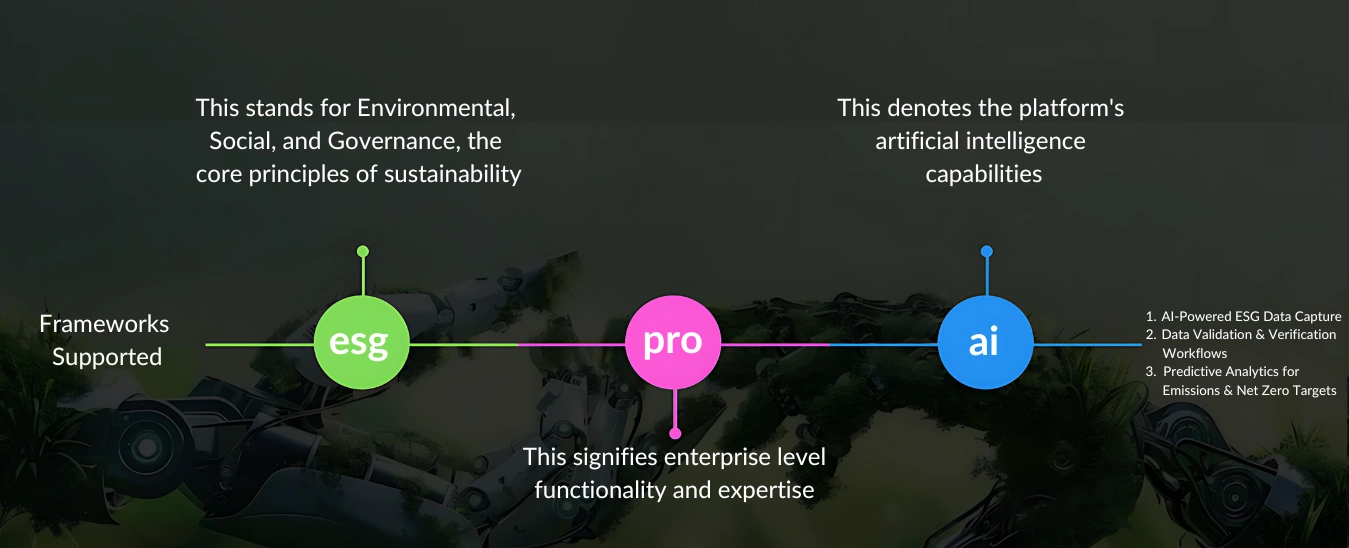 This stands for Environmental,
Social, and Governance, the
core principles of sustainability
This denotes the platform's
artificial intelligence
capabilities
Frameworks
Supported
esg
pro
ai
1. AI-Powered ESG Data Capture
2. Data Validation & Verification
Workflows
3. Predictive Analytics for
Emissions & Net Zero Targets
This signifies enterprise level
functionality and expertise